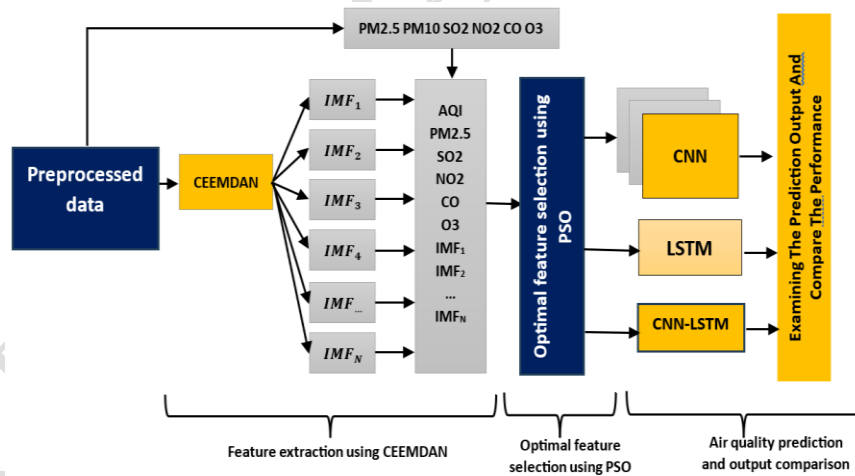 PM2.5 PM10 SO2 NO2 CO O3
Preprocessed
data
CEEMDAN
IMF₁
IMF₂
IMF₃
IMF₄
IMF...
IMF_N
AQI
PM2.5
SO2
NO2
CO
O3
IMF₁
IMF₂
...
IMF_N
Optimal feature selection using
PSO
CNN
LSTM
CNN-LSTM
Examining The Prediction Output And
Compare The Performance
Feature extraction using CEEMDAN
Optimal feature
selection using PSO
Air quality prediction
and output comparison